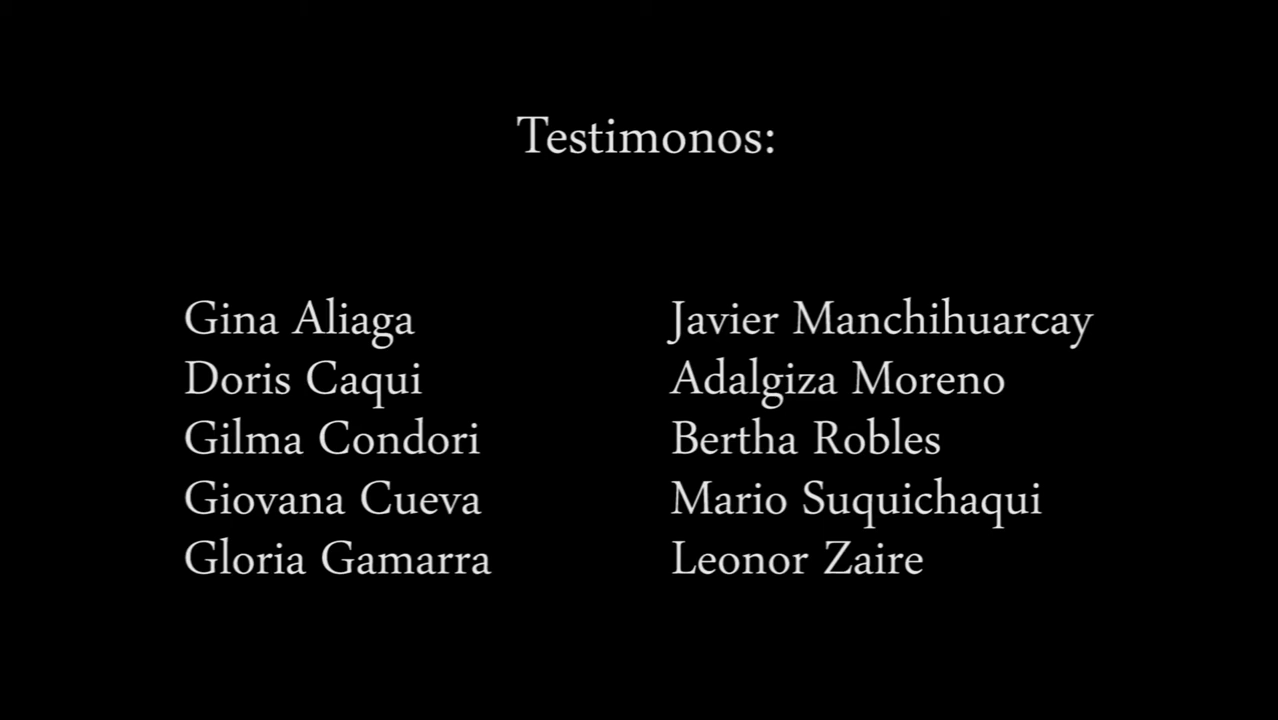 Testimonos:
Gina Aliaga
Doris Caqui
Gilma Condori
Giovana Cueva
Gloria Gamarra
Javier Manchihuarcay
Adalgiza Moreno
Bertha Robles
Mario Suquichaqui
Leonor Zaire